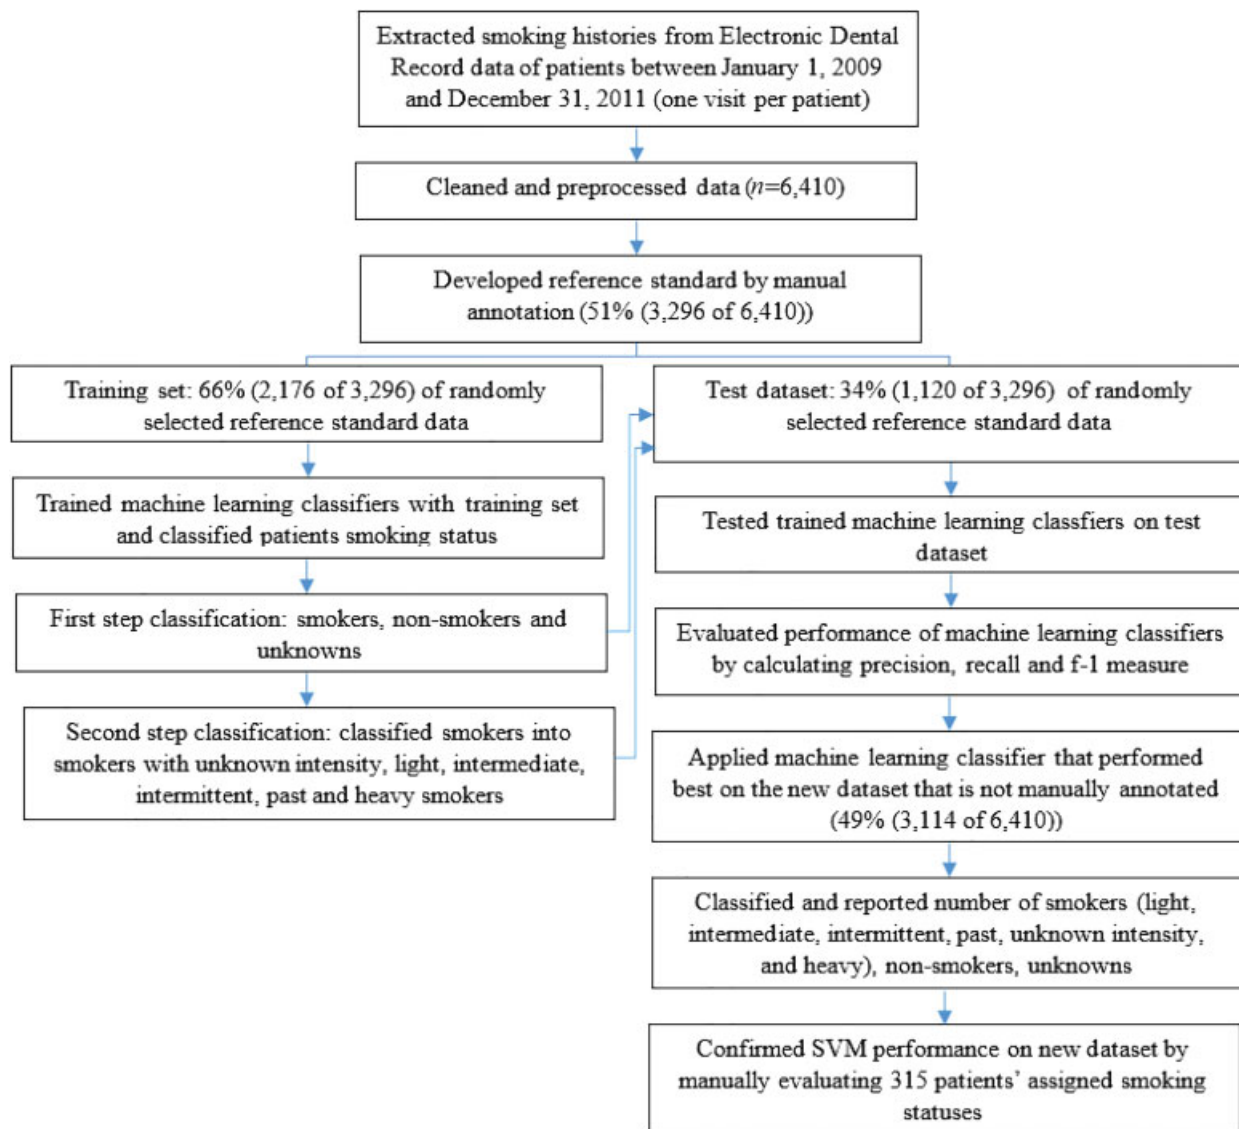 Extracted smoking histories from Electronic Dental
Record data of patients between January 1, 2009
and December 31, 2011 (one visit per patient)
Cleaned and preprocessed data (n=6,410)
Developed reference standard by manual
annotation (51% (3,296 of 6,410))
Training set: 66% (2,176 of 3,296) of randomly
selected reference standard data
Trained machine learning classifiers with training set
and classified patients smoking status
First step classification: smokers, non-smokers and
unknowns
Second step classification: classified smokers into
smokers with unknown intensity, light, intermediate,
intermittent, past and heavy smokers
Test dataset: 34% (1,120 of 3,296) of randomly
selected reference standard data
Tested trained machine learning classfiers on test
dataset
Evaluated performance of machine learning classifiers
by calculating precision, recall and f-1 measure
Applied machine learning classifier that performed
best on the new dataset that is not manually annotated
(49% (3,114 of 6,410))
Classified and reported number of smokers (light,
intermediate, intermittent, past, unknown intensity,
and heavy), non-smokers, unknowns
Confirmed SVM performance on new dataset by
manually evaluating 315 patients’ assigned smoking
statuses